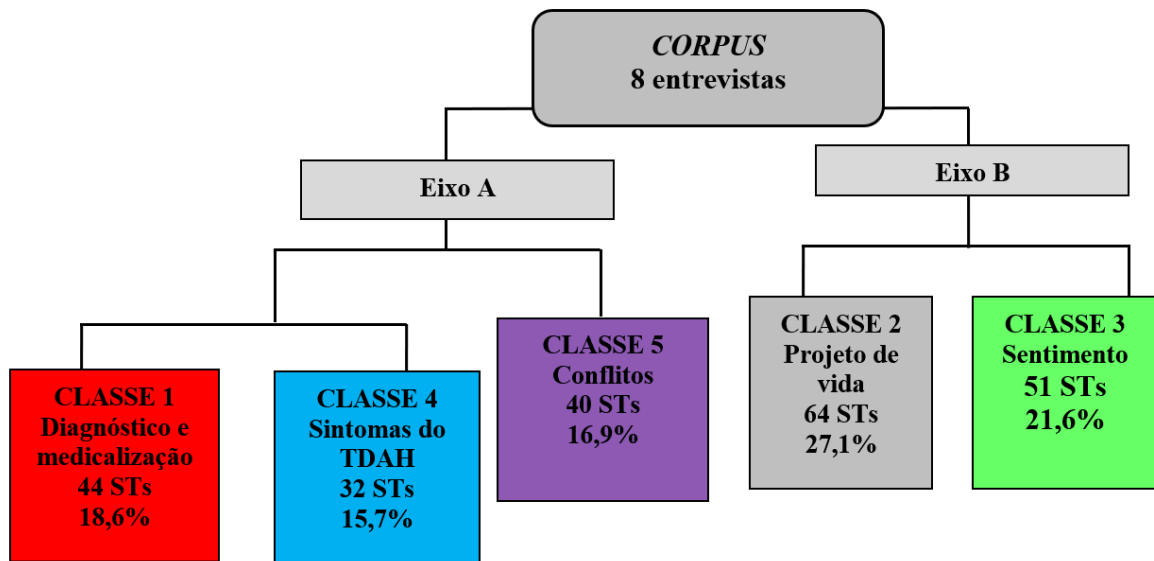 CORPUS
8 entrevistas
Eixo A
Eixo B
CLASSE 1
Diagnóstico e
medicalização
44 STs
18,6%
CLASSE 4
Sintomas do
TDAH
32 STs
15,7%
CLASSE 5
Conflitos
40 STs
16,9%
CLASSE 2
Projeto de
vida
64 STs
27,1%
CLASSE 3
Sentimento
51 STs
21,6%